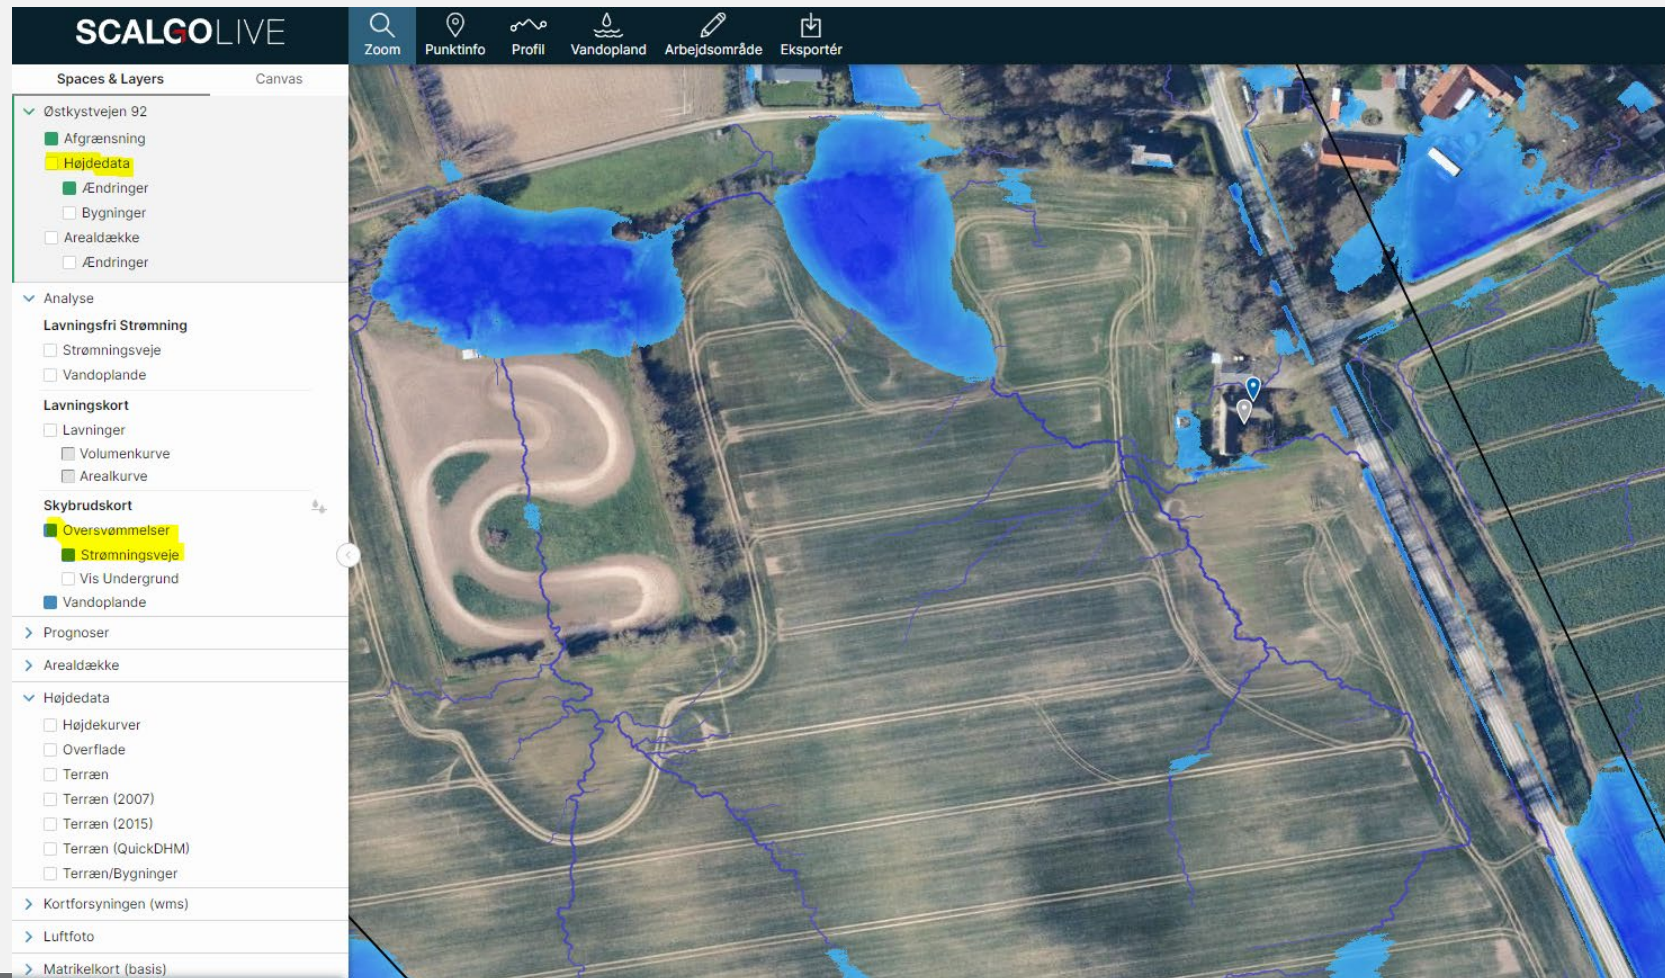 SCALGOLIVE
Zoom
Punktinfo
Profil
Vandopland
Arbejdsområde
Eksportér
Spaces & Layers
Canvas
Østkystvejen 92
Afgrænsning
Højdedata
Ændringer
Bygninger
Arealdække
Ændringer
Analyse
Lavningsfri Strømning
Strømningsveje
Vandoplande
Lavningskort
Lavninger
Volumenkurve
Arealkurve
Skybrudskort
Oversvømmelser
Strømningsveje
Vis Undergrund
Vandoplande
Prognoser
Arealdække
Højdedata
Højdekurver
Overflade
Terræn
Terræn (2007)
Terræn (2015)
Terræn (QuickDHM)
Terræn/Bygninger
Kortforsyningen (wms)
Luftfoto
Matrikelkort (basis)